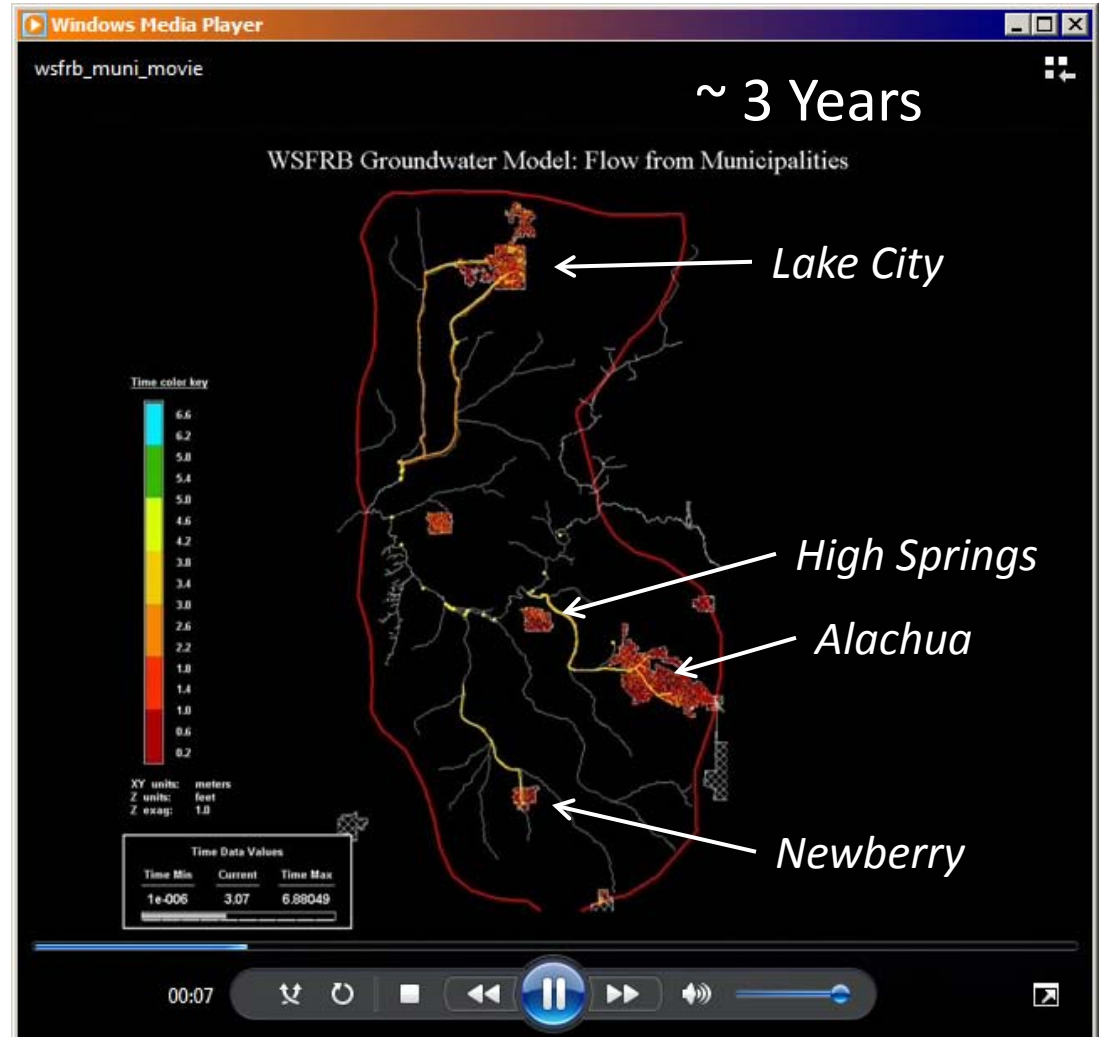 Windows Media Player
wsfrb_muni_movie
~ 3 Years
WSFRB Groundwater Model: Flow from Municipalities
Lake City
Time color key
6.6
6.2
5.8
5.4
5.0
4.6
4.2
3.8
3.4
3.0
2.6
2.2
1.8
1.4
1.0
0.6
0.2
High Springs
Alachua
XY units: meters
Z units: feet
Z exag: 1.0
Newberry
Time Data Values
Time Min Current Time Max
1e-006 3.07 6.88049
00:07